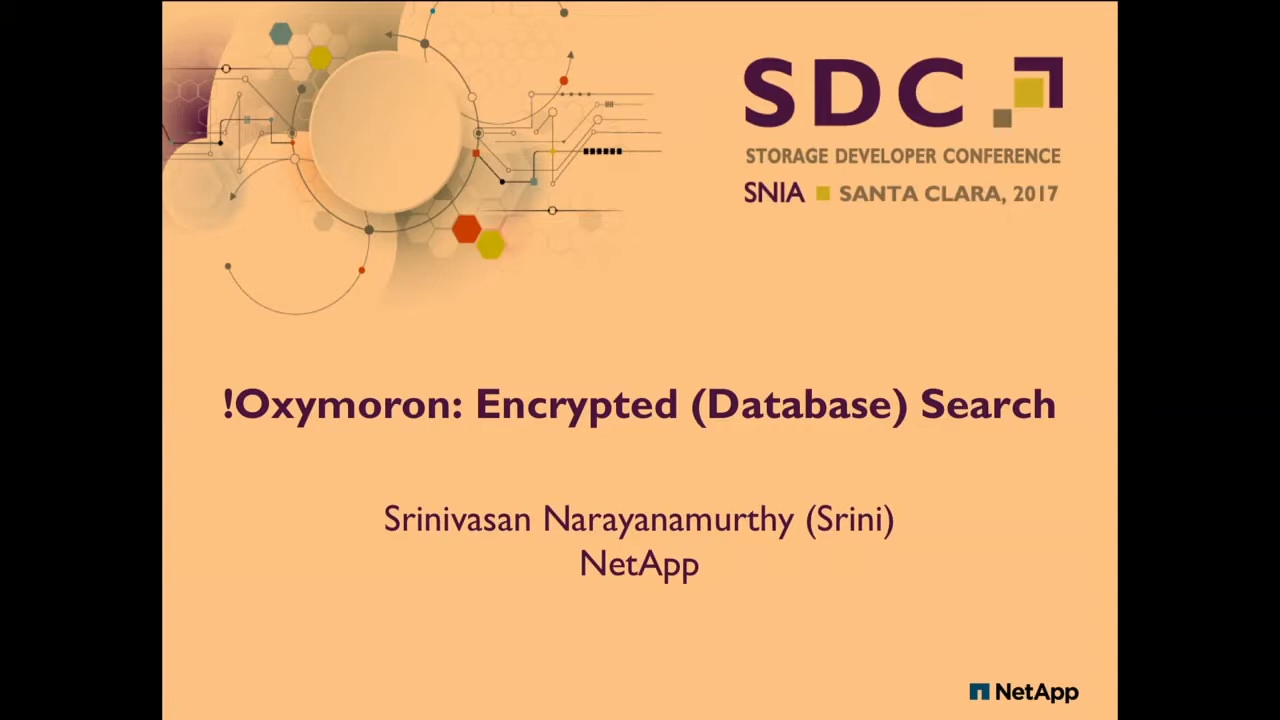 SDC
STORAGE DEVELOPER CONFERENCE
SNIA SANTA CLARA, 2017
!Oxymoron: Encrypted (Database) Search
Srinivasan Narayanamurthy (Srini)
NetApp
NetApp